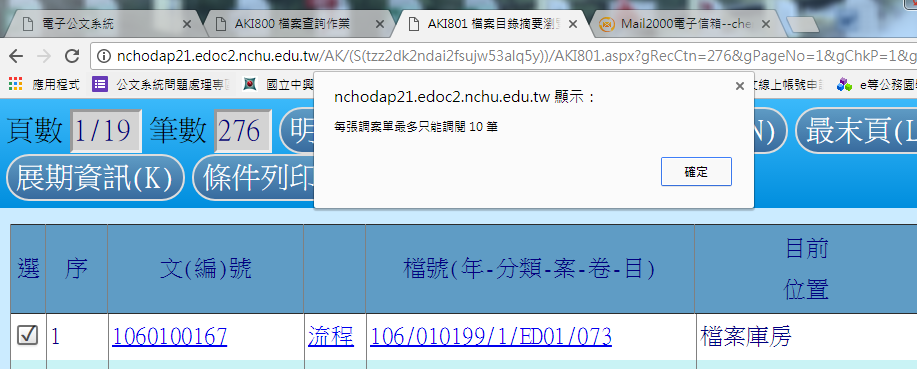 電子公文系統
AKI800 檔案查詢作業
AKI801 檔案目錄摘要瀏覽
Mail2000電子信箱--che
nchodap21.edoc2.nchu.edu.tw/AK/(S(tzz2dk2ndai2fsujw53alq5y))/AKI801.aspx?gRecCtn=276&gPageNo=1&gChkP=1&g
應用程式
公文系統問題處理專
國立中興
線上帳號申
e等公務園
nchodap21.edoc2.nchu.edu.tw 顯示：
每張調案單最多只能調閱 10 筆
確定
頁數 1/19 筆數 276 明
N) 最末頁(L
展期資訊(K) 條件列印
選 序 文(編)號 檔號(年-分類-案-卷-目) 目前
位置
1 1060100167 流程 106/010199/1/ED01/073 檔案庫房